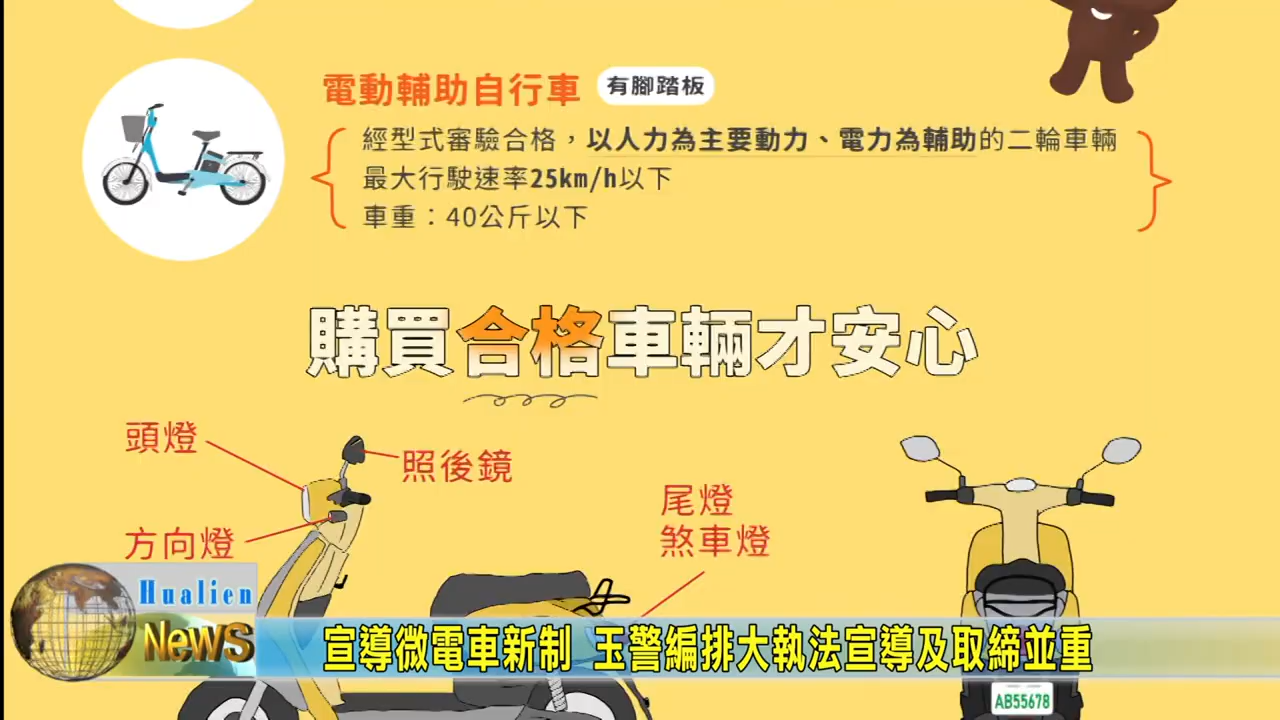 電動輔助自行車 有腳踏板
經型式審驗合格，以人力為主要動力、電力為輔助的二輪車輛
最大行駛速率25km/h以下
車重：40公斤以下
購買合格車輛才安心
頭燈
照後鏡
尾燈
煞車燈
方向燈
Hualien
News
宣導微電車新制 玉警編排大執法宣導及取締並重
AB55678